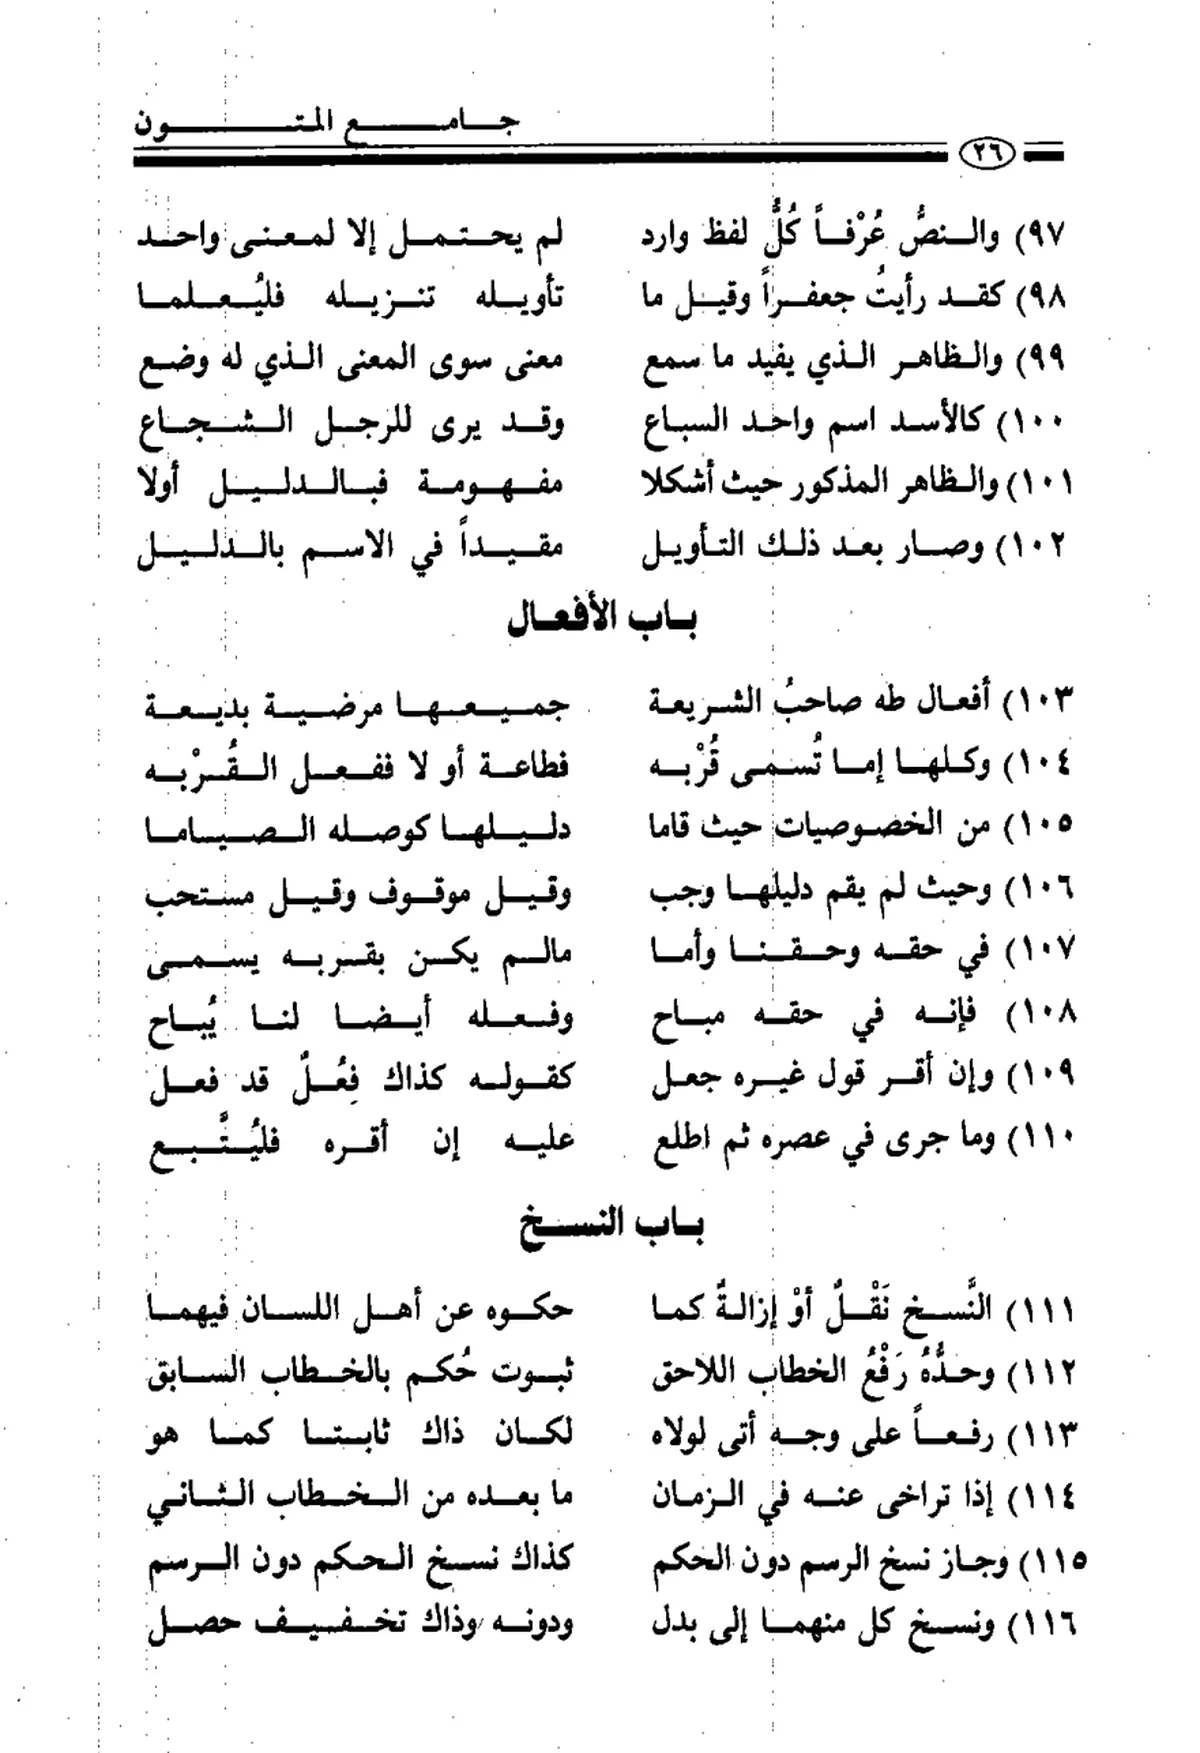 جامع المتون
٢٦
٩٧) والنصُّ عُرْفاً كُلُّ لفظ وارد لم يحتمل إلا لمعنى واحد
٩٨) كقد رأيتُ جعفراً وقيل ما تأويله تنزيله فليُعلما
٩٩) والظاهر الذي يفيد ما سمع معنى سوى المعنى الذي له وضع
١٠٠) كالأسد اسم واحد السباع وقد يرى للرجل الشجاع
١٠١) والظاهر المذكور حيث أشكلا مفهومة فبالدليل أولا
١٠٢) وصار بعد ذلك التأويل مقيداً في الاسم بالدليل
باب الأفعال
١٠٣) أفعال طه صاحبُ الشريعة جميعها مرضية بديعة
١٠٤) وكلها إما تُسمى قُرْبه فطاعة أو لا ففعل القُرْبه
١٠٥) من الخصوصيات حيث قاما دليلها كوصله الصياما
١٠٦) وحيث لم يقم دليلها وجب وقيل موقوف وقيل مستحب
١٠٧) في حقه وحقنا وأما مالم يكن بقربه يسمى
١٠٨) فإنه في حقه مباح وفعله أيضا لنا يُباح
١٠٩) وإن أقر قول غيره جعل كقوله كذاك فِعُلٌ قد فعل
١١٠) وما جرى في عصره ثم اطلع عليه إن أقره فليُتَّبع
باب النسخ
١١١) النَّسخ نَقْلٌ أوْ إزالةٌ كما حكوه عن أهل اللسان فيهما
١١٢) وحدُّهُ رَفْعُ الخطاب اللاحق ثبوت حُكم بالخطاب السابق
١١٣) رفعاً على وجه أتى لولاه لكان ذاك ثابتا كما هو
١١٤) إذا تراخى عنه في الزمان ما بعده من الخطاب الثاني
١١٥) وجاز نسخ الرسم دون الحكم كذاك نسخ الحكم دون الرسم
١١٦) ونسخ كل منهما إلى بدل ودونه وذاك تخفيف حصل